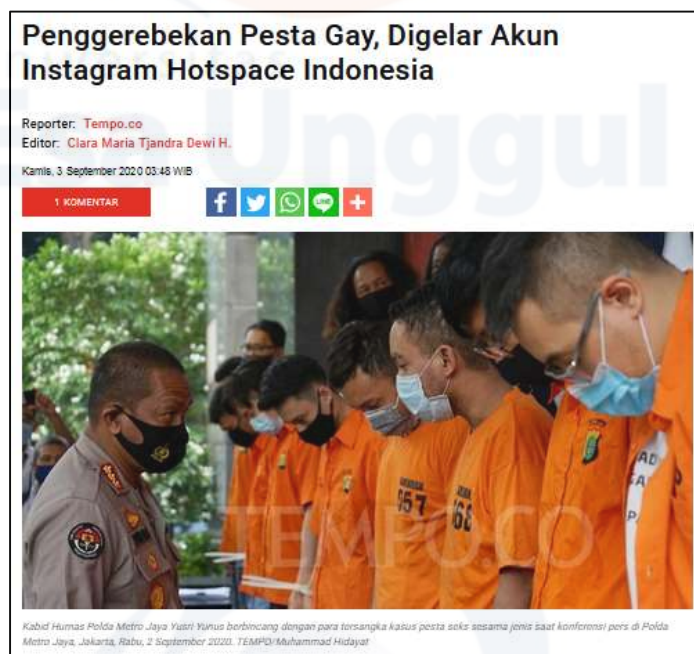 Penggerebekan Pesta Gay, Digelar Akun
Instagram Hotspace Indonesia
Reporter: Tempo.co
Editor: Clara Maria Tjandra Dewi H.
Kamis, 3 September 2020 03:48 WIB
1 KOMENTAR
Esa Unggul
TEMPO.CO
Kabid Humas Polda Metro Jaya Yusri Yunus berbincang dengan para tersangka kasus pesta seks sesama jenis saat konferensi pers di Polda
Metro Jaya, Jakarta, Rabu, 2 September 2020. TEMPO/Muhammad Hidayat